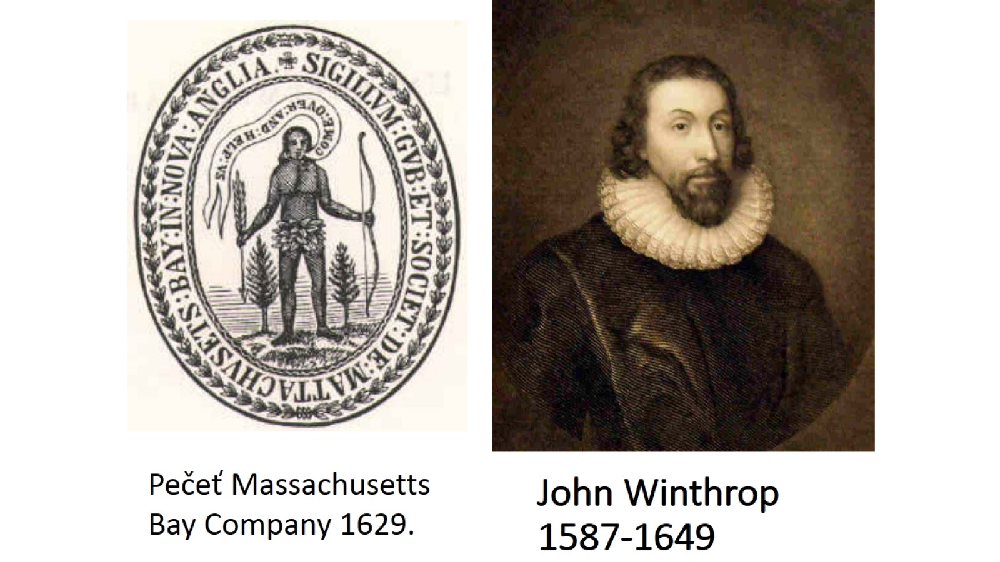 SIGILLVM:GVB:ET:SOCIET:DE:MATTACHVSETS:BAY:IN:NOVA:ANGLIA.
COME:OVER:AND:HELP:VS
Pečeť Massachusetts
Bay Company 1629.
John Winthrop
1587-1649